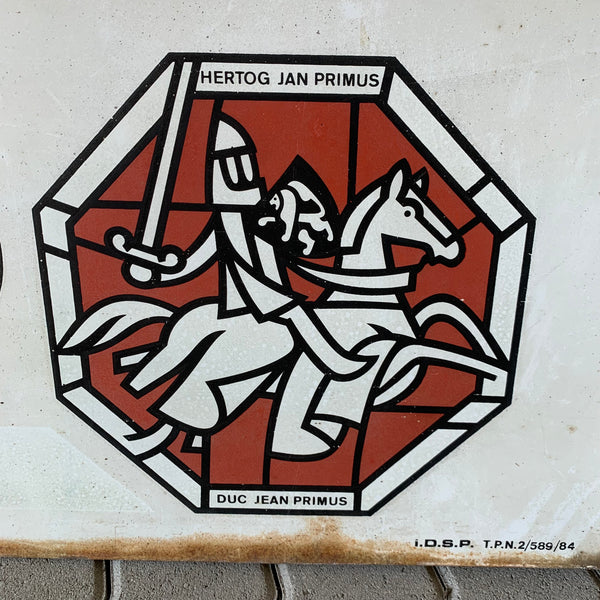 HERTOG JAN PRIMUS
DUC JEAN PRIMUS
i.D.S.P. T.P.N.2/589/84